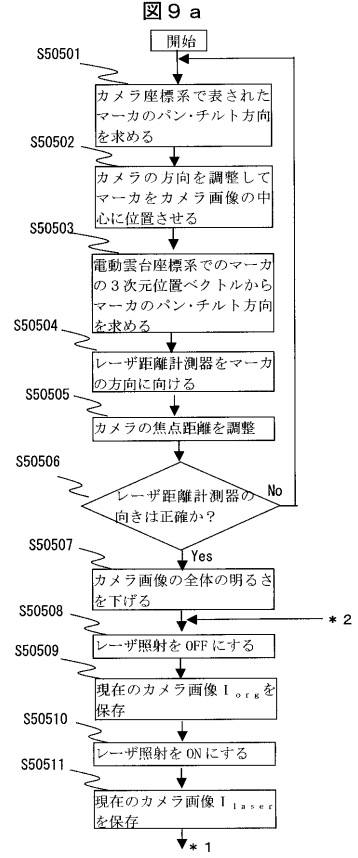 図９ａ
開始
S50501
カメラ座標系で表された
マーカのパン・チルト方向
を求める
S50502
カメラの方向を調整して
マーカをカメラ画像の中
心に位置させる
S50503
電動雲台座標系でのマーカ
の３次元位置ベクトルから
マーカのパン・チルト方向
を求める
S50504
レーザ距離計測器をマーカ
の方向に向ける
S50505
カメラの焦点距離を調整
S50506
レーザ距離計測器の
向きは正確か？
No
Yes
S50507
カメラ画像の全体の明るさ
を下げる
＊２
S50508
レーザ照射を OFF にする
S50509
現在のカメラ画像 I org を
保存
S50510
レーザ照射を ON にする
S50511
現在のカメラ画像 I laser
を保存
＊１